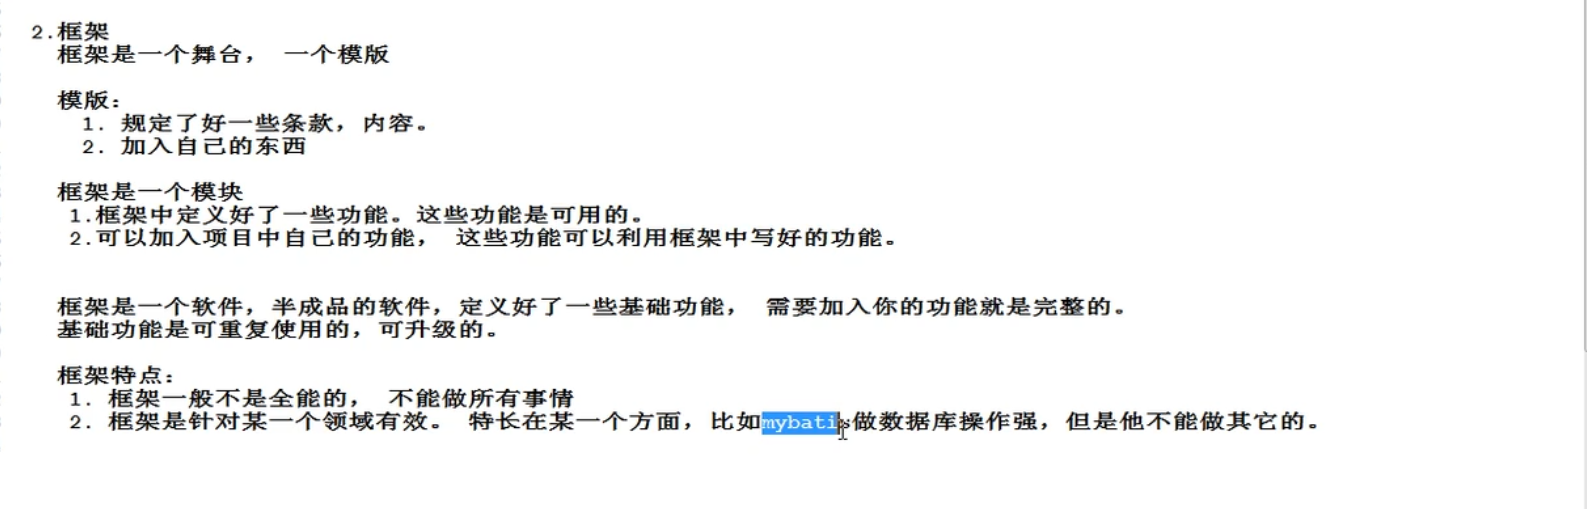 2.框架
框架是一个舞台， 一个模版
模版：
1. 规定了好一些条款，内容。
2. 加入自己的东西
框架是一个模块
1.框架中定义好了一些功能。这些功能是可用的。
2.可以加入项目中自己的功能， 这些功能可以利用框架中写好的功能。
框架是一个软件，半成品的软件，定义好了一些基础功能， 需要加入你的功能就是完整的。
基础功能是可重复使用的，可升级的。
框架特点：
1. 框架一般不是全能的， 不能做所有事情
2. 框架是针对某一个领域有效。 特长在某一个方面，比如mybatis做数据库操作强，但是他不能做其它的。